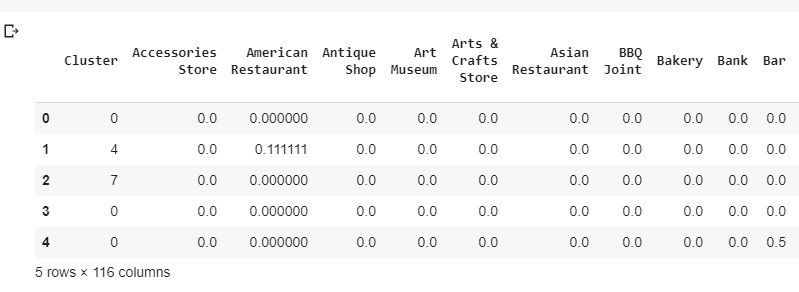 Cluster Accessories Store American Restaurant Antique Shop Art Museum Arts & Crafts Store Asian Restaurant BBQ Joint Bakery Bank Bar
0 0 0.0 0.000000 0.0 0.0 0.0 0.0 0.0 0.0 0.0 0.0
1 4 0.0 0.111111 0.0 0.0 0.0 0.0 0.0 0.0 0.0 0.0
2 7 0.0 0.000000 0.0 0.0 0.0 0.0 0.0 0.0 0.0 0.0
3 0 0.0 0.000000 0.0 0.0 0.0 0.0 0.0 0.0 0.0 0.0
4 0 0.0 0.000000 0.0 0.0 0.0 0.0 0.0 0.0 0.0 0.5
5 rows × 116 columns